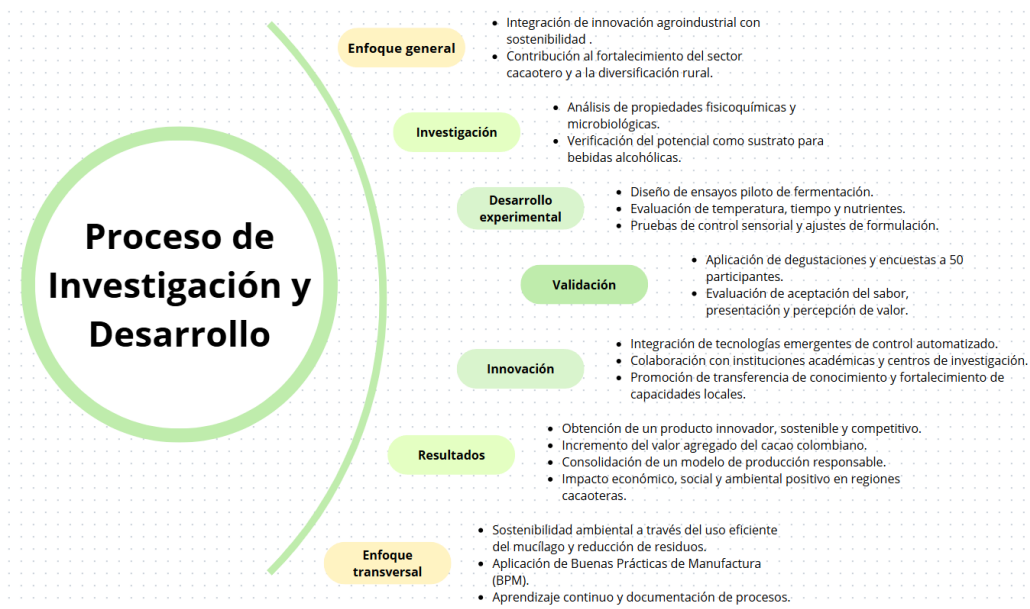 Proceso de
Investigación y
Desarrollo
Enfoque general
• Integración de innovación agroindustrial con
sostenibilidad .
• Contribución al fortalecimiento del sector
cacaotero y a la diversificación rural.
Investigación
• Análisis de propiedades fisicoquímicas y
microbiológicas.
• Verificación del potencial como sustrato para
bebidas alcohólicas.
Desarrollo
experimental
• Diseño de ensayos piloto de fermentación.
• Evaluación de temperatura, tiempo y nutrientes.
• Pruebas de control sensorial y ajustes de formulación.
Validación
• Aplicación de degustaciones y encuestas a 50
participantes.
• Evaluación de aceptación del sabor,
presentación y percepción de valor.
Innovación
• Integración de tecnologías emergentes de control automatizado.
• Colaboración con instituciones académicas y centros de investigación.
• Promoción de transferencia de conocimiento y fortalecimiento de
capacidades locales.
Resultados
• Obtención de un producto innovador, sostenible y competitivo.
• Incremento del valor agregado del cacao colombiano.
• Consolidación de un modelo de producción responsable.
• Impacto económico, social y ambiental positivo en regiones
cacaoteras.
Enfoque
transversal
• Sostenibilidad ambiental a través del uso eficiente
del mucílago y reducción de residuos.
• Aplicación de Buenas Prácticas de Manufactura
(BPM).
• Aprendizaje continuo y documentación de procesos.